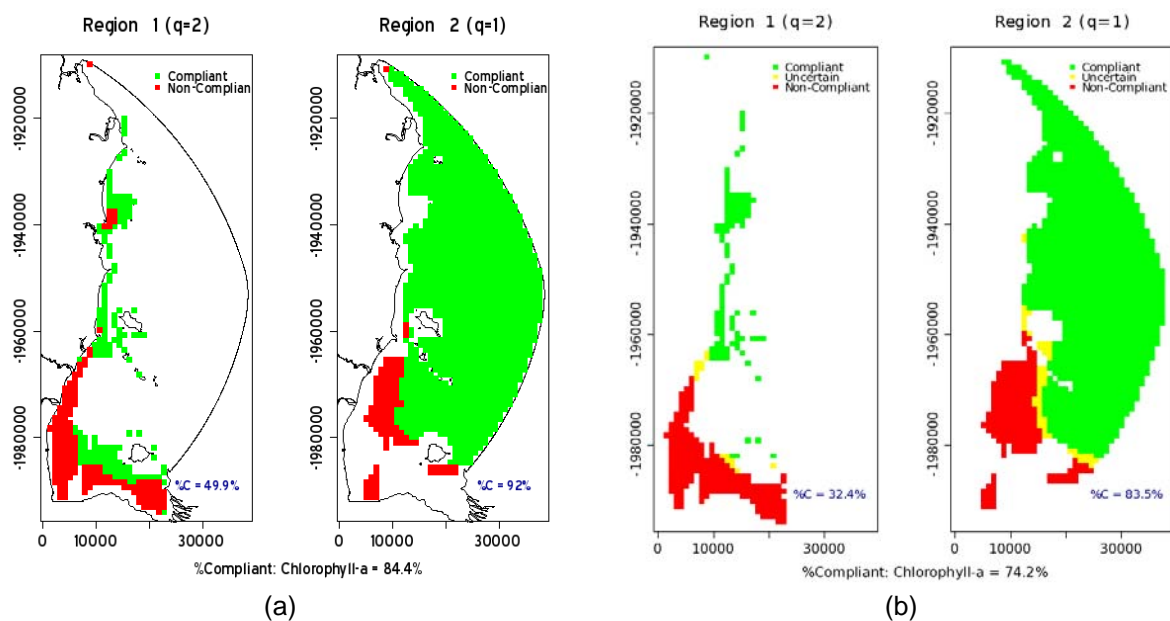 Region 1 (q=2)
Region 2 (q=1)
Compliant
Non-Complian
%C = 49.9%
-1920000
-1940000
-1960000
-1980000
0
10000
30000
Compliant
Non-Complian
%C = 92%
-1920000
-1940000
-1960000
-1980000
0
10000
30000
%Compliant: Chlorophyll-a = 84.4%
(a)
Region 1 (q=2)
Region 2 (q=1)
Compliant
Uncertain
Non-Compliant
%C = 32.4%
-1920000
-1940000
-1960000
-1980000
0
10000
30000
Compliant
Uncertain
Non-Compliant
%C = 83.5%
-1920000
-1940000
-1960000
-1980000
0
10000
30000
%Compliant: Chlorophyll-a = 74.2%
(b)